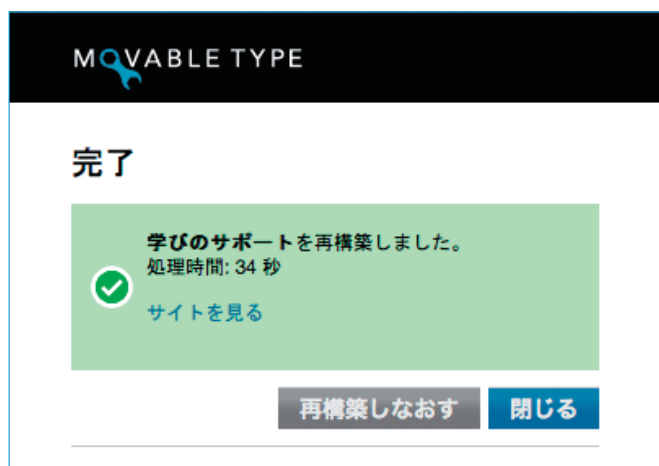 MOVABLE TYPE
完了
学びのサポートを再構築しました。
処理時間: 34 秒
サイトを見る
再構築しなおす
閉じる